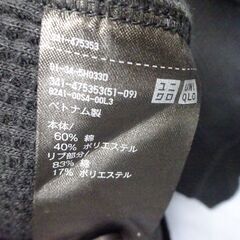 341-475353
341-475353(51-09)
ユニ
クロ
UNI
QLO
ベトナム製
本体
60% 綿
40% ポリエステル
リブ部分
83% 綿
17% ポリエステル